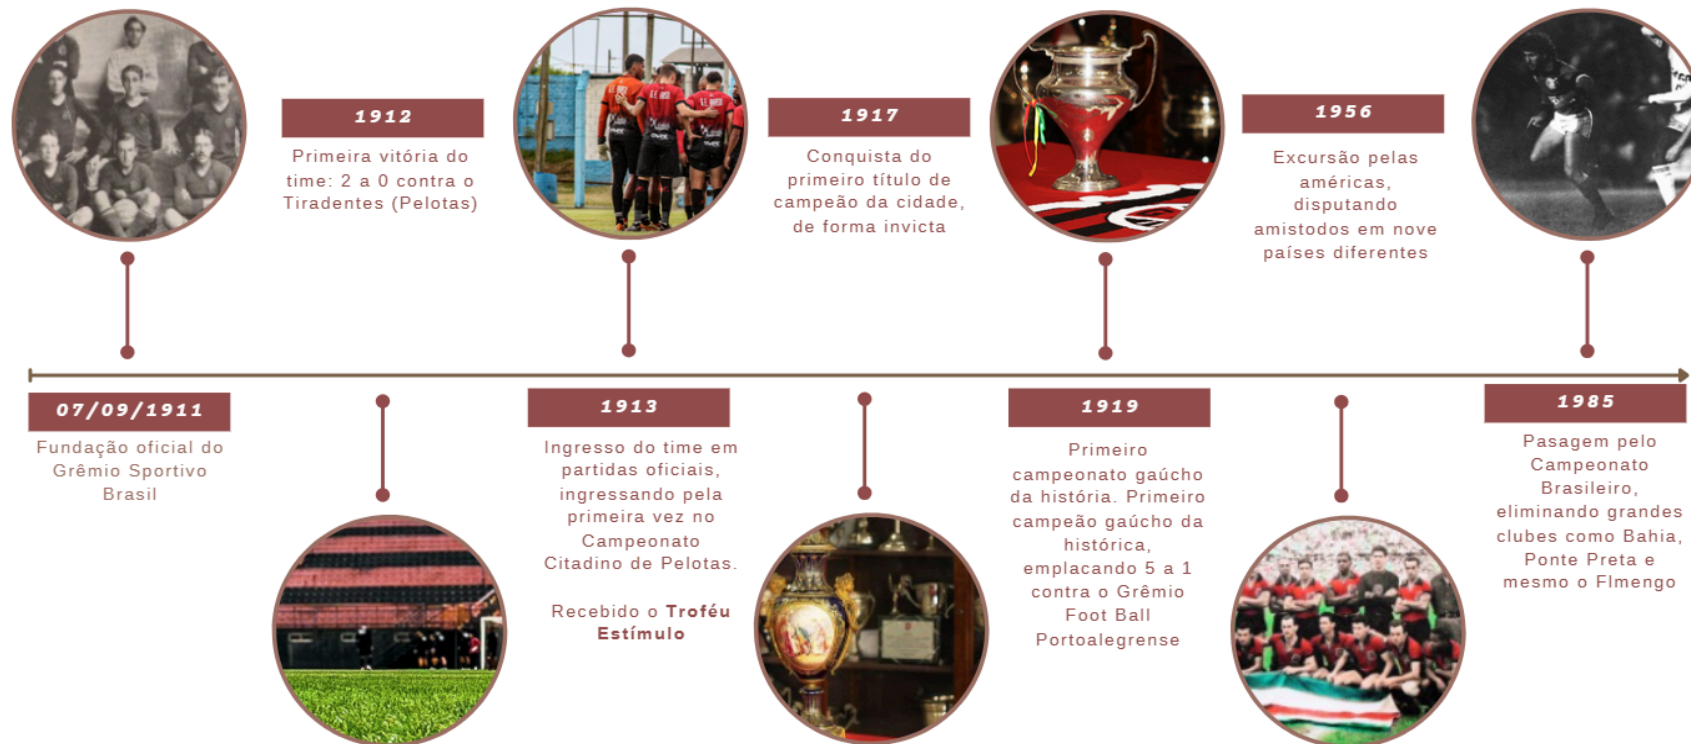 07/09/1911
Fundação oficial do
Grêmio Sportivo
Brasil
1912
Primeira vitória do
time: 2 a 0 contra o
Tiradentes (Pelotas)
1913
Ingresso do time em
partidas oficiais,
ingressando pela
primeira vez no
Campeonato
Citadino de Pelotas.
Recebido o Troféu
Estímulo
1917
Conquista do
primeiro título de
campeão da cidade,
de forma invicta
1919
Primeiro
campeonato gaúcho
da história. Primeiro
campeão gaúcho da
histórica,
emplacando 5 a 1
contra o Grêmio
Foot Ball
Portoalegrense
1956
Excursão pelas
américas,
disputando
amistodos em nove
países diferentes
1985
Pasagem pelo
Campeonato
Brasileiro,
eliminando grandes
clubes como Bahia,
Ponte Preta e
mesmo o Flmengo